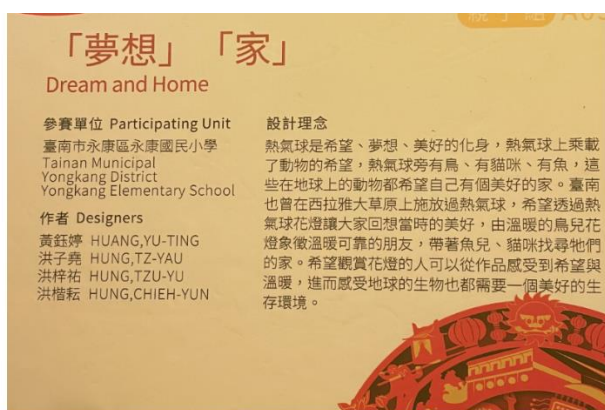 「夢想」「家」
Dream and Home
參賽單位 Participating Unit
臺南市永康區永康國民小學
Tainan Municipal
Yongkang District
Yongkang Elementary School
作者 Designers
黃鈺婷 HUANG,YU-TING
洪子堯 HUNG,TZ-YAU
洪梓祐 HUNG,TZU-YU
洪楷耘 HUNG,CHIEH-YUN
設計理念
熱氣球是希望、夢想、美好的化身，熱氣球上乘載
了動物的希望，熱氣球旁有鳥、有貓咪、有魚，這
些在地球上的動物都希望自己有個美好的家。臺南
也曾在西拉雅大草原上施放過熱氣球，希望透過熱
氣球花燈讓大家回想當時的美好，由溫暖的鳥兒花
燈象徵溫暖可靠的朋友，帶著魚兒、貓咪找尋牠們
的家。希望觀賞花燈的人可以從作品感受到希望與
溫暖，進而感受地球的生物也都需要一個美好的生
存環境。